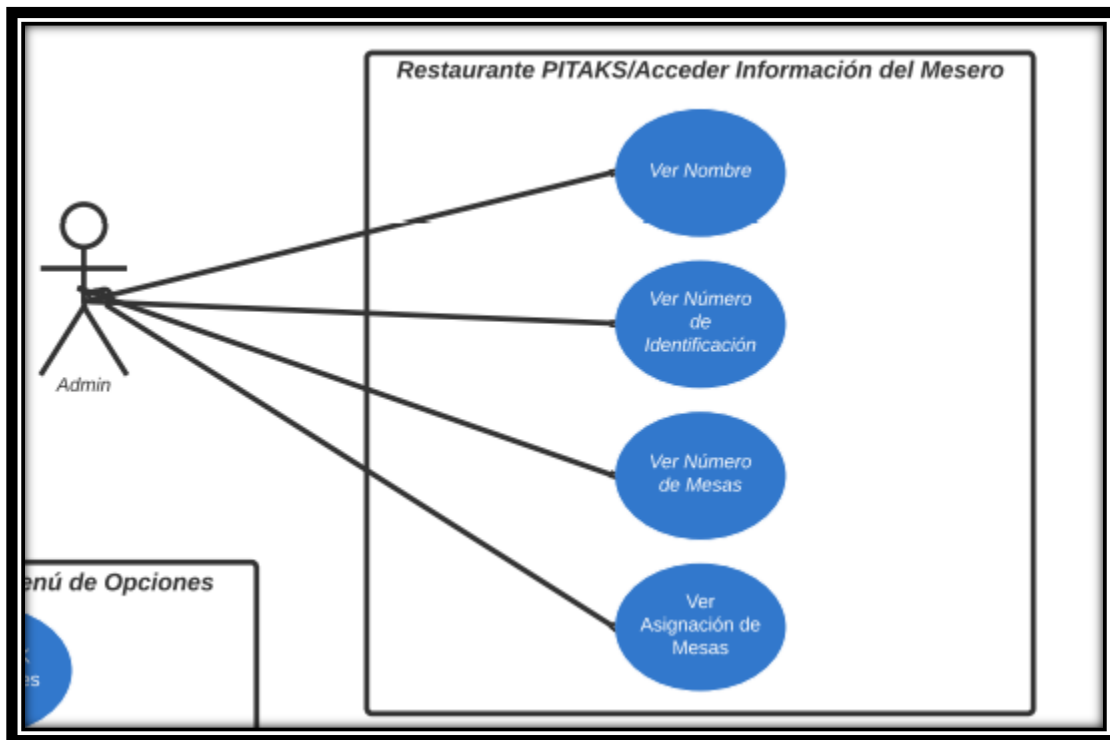 Restaurante PITAKS/Acceder Información del Mesero
Ver Nombre
Ver Número
de
Identificación
Admin
Ver Número
de Mesas
Ver
Asignación de
Mesas
enú de Opciones
es